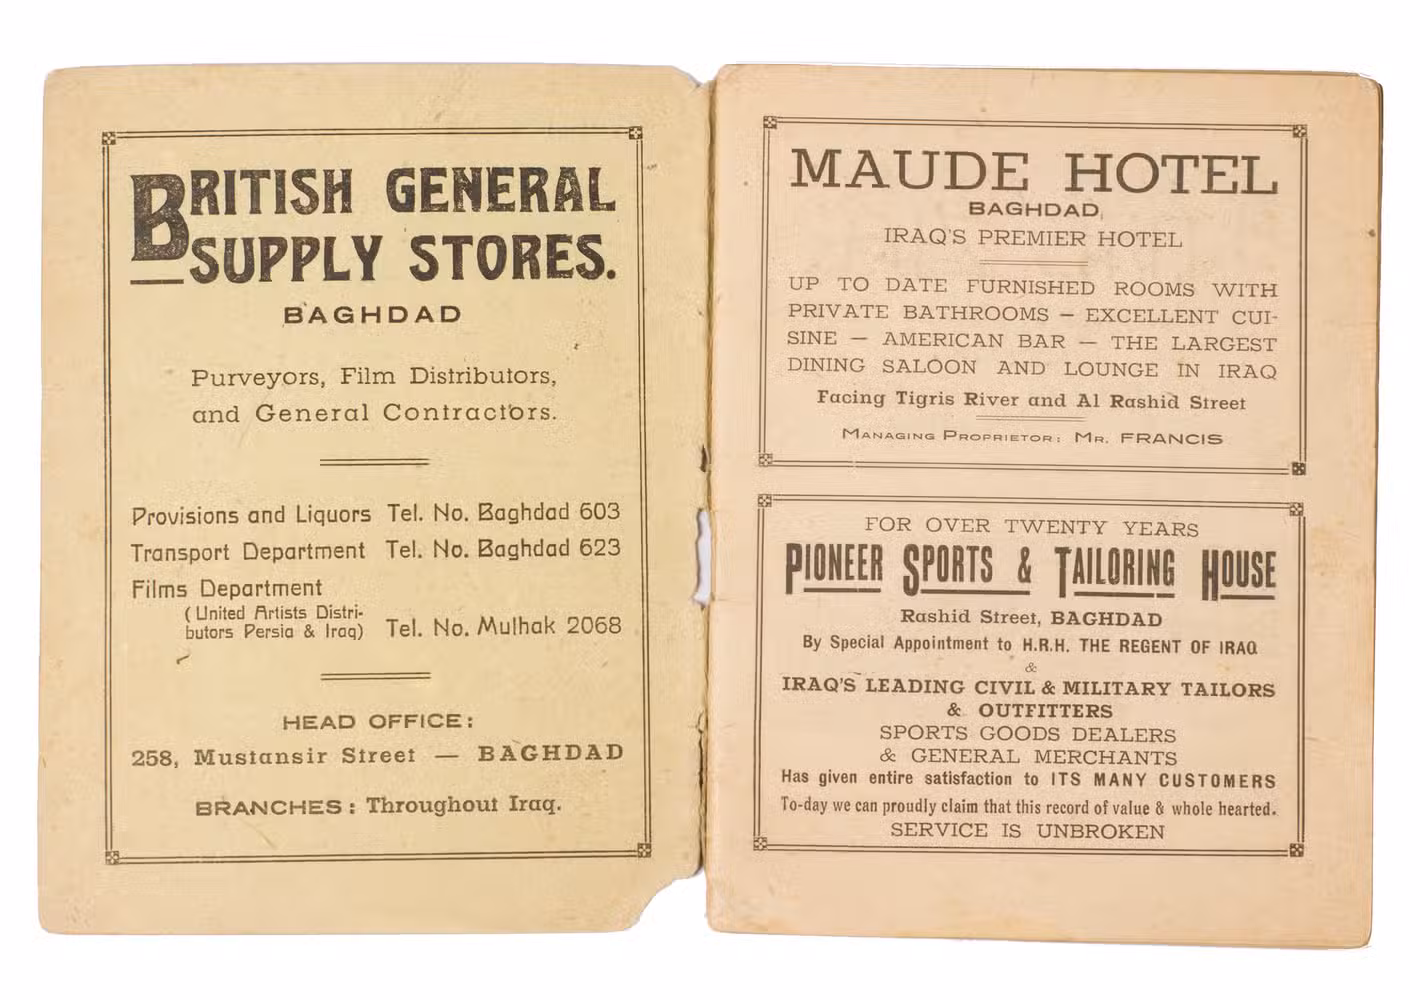 BRITISH GENERAL
SUPPLY STORES.
BAGHDAD
Purveyors, Film Distributors,
and General Contractors.
Provisions and Liquors Tel. No. Baghdad 603
Transport Department Tel. No. Baghdad 623
Films Department
(United Artists Distri-
butors Persia & Iraq) Tel. No. Mulhak 2068
HEAD OFFICE:
258, Mustansir Street — BAGHDAD
BRANCHES: Throughout Iraq.
MAUDE HOTEL
BAGHDAD,
IRAQ'S PREMIER HOTEL
UP TO DATE FURNISHED ROOMS WITH
PRIVATE BATHROOMS — EXCELLENT CUI-
SINE — AMERICAN BAR — THE LARGEST
DINING SALOON AND LOUNGE IN IRAQ
Facing Tigris River and Al Rashid Street
MANAGING PROPRIETOR: MR. FRANCIS
FOR OVER TWENTY YEARS
PIONEER SPORTS & TAILORING HOUSE
Rashid Street, BAGHDAD
By Special Appointment to H.R.H. THE REGENT OF IRAQ
&
IRAQ'S LEADING CIVIL & MILITARY TAILORS
& OUTFITTERS
SPORTS GOODS DEALERS
& GENERAL MERCHANTS
Has given entire satisfaction to ITS MANY CUSTOMERS
To-day we can proudly claim that this record of value & whole hearted.
SERVICE IS UNBROKEN